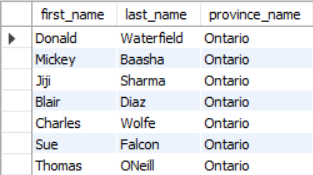 first_name last_name province_name
Donald Waterfield Ontario
Mickey Baasha Ontario
Jiji Sharma Ontario
Blair Diaz Ontario
Charles Wolfe Ontario
Sue Falcon Ontario
Thomas ONeill Ontario